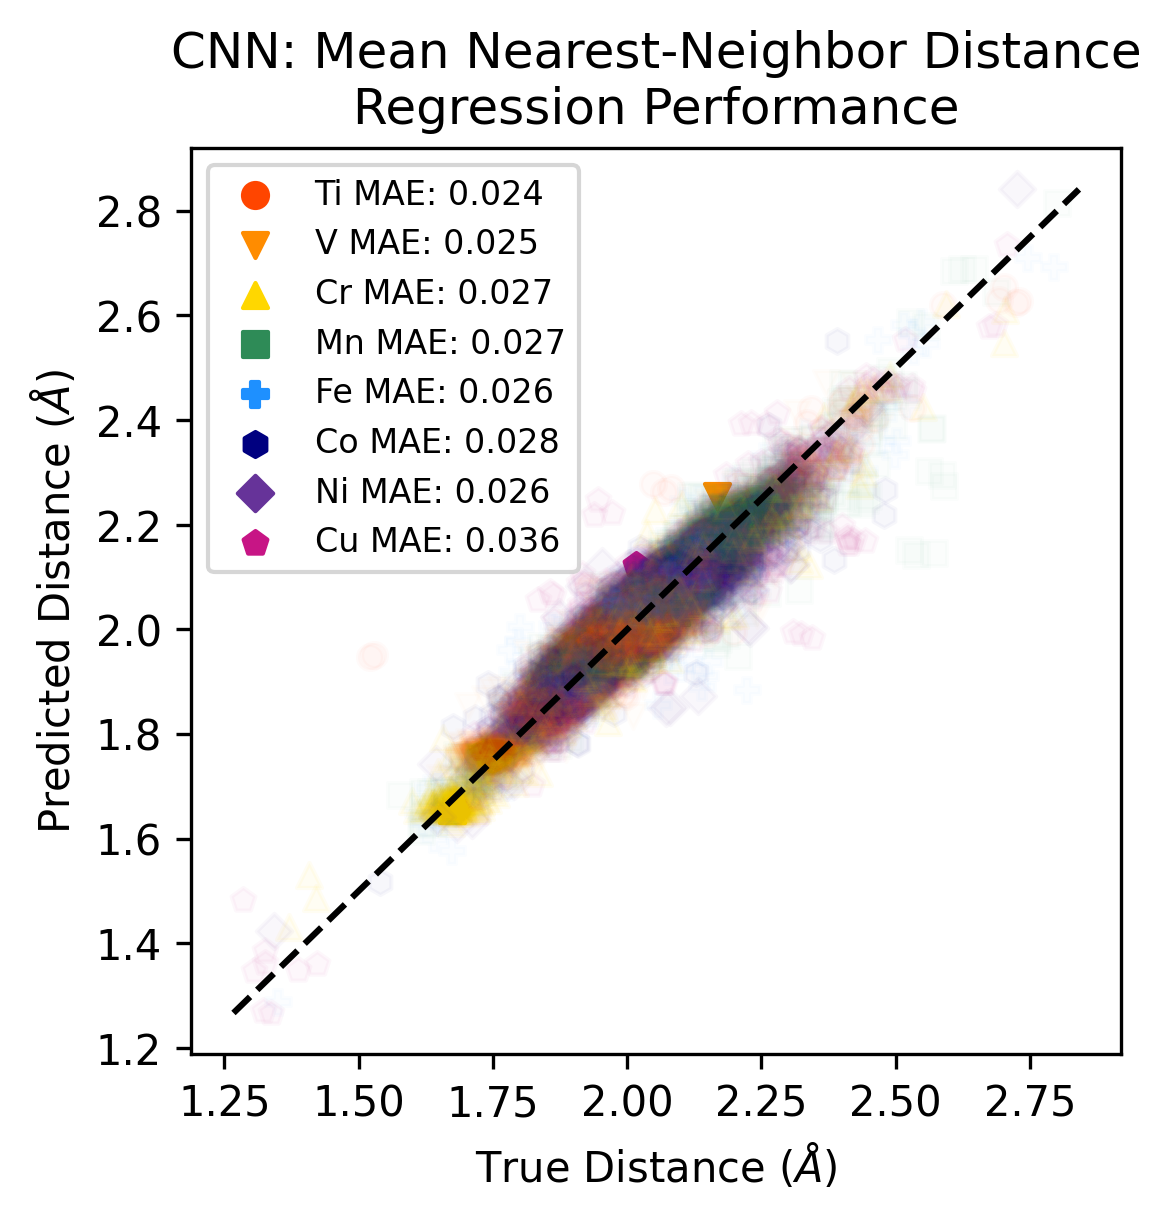 CNN: Mean Nearest-Neighbor Distance
Regression Performance
Ti MAE: 0.024
V MAE: 0.025
Cr MAE: 0.027
Mn MAE: 0.027
Fe MAE: 0.026
Co MAE: 0.028
Ni MAE: 0.026
Cu MAE: 0.036
Predicted Distance (Å)
2.8
2.6
2.4
2.2
2.0
1.8
1.6
1.4
1.2
1.25 1.50 1.75 2.00 2.25 2.50 2.75
True Distance (Å)